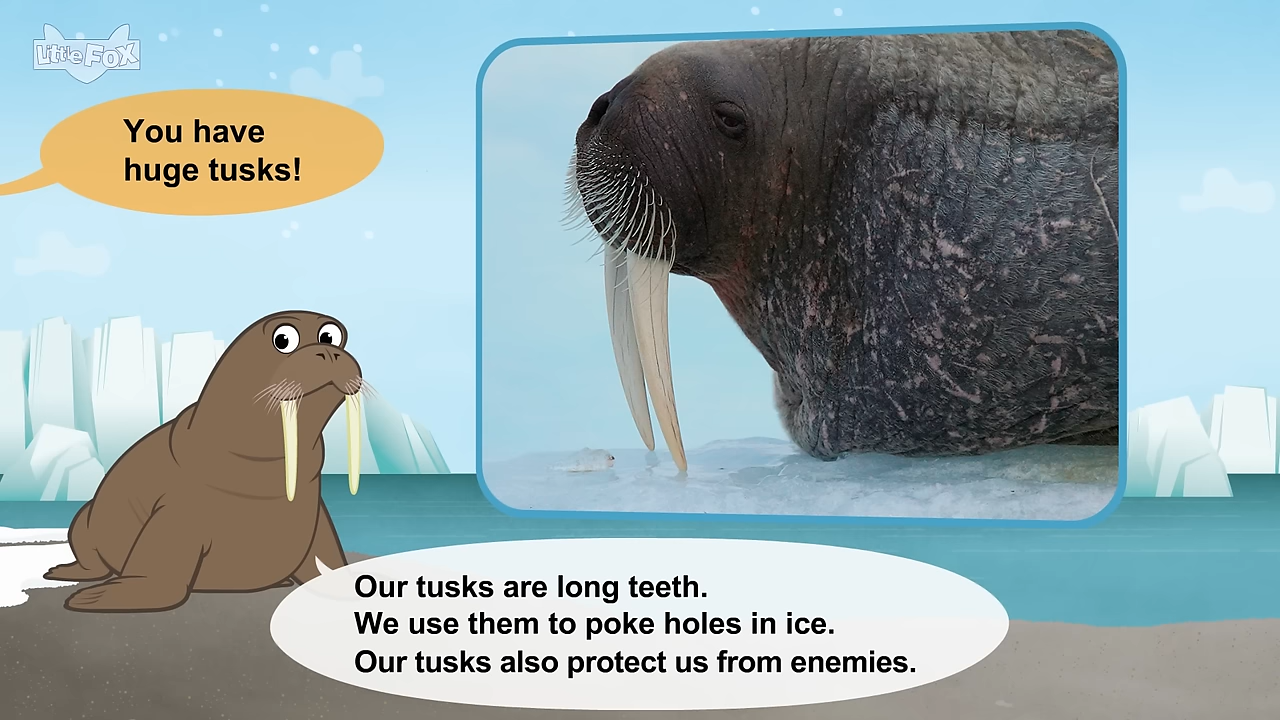 Little Fox
You have
huge tusks!
Our tusks are long teeth.
We use them to poke holes in ice.
Our tusks also protect us from enemies.